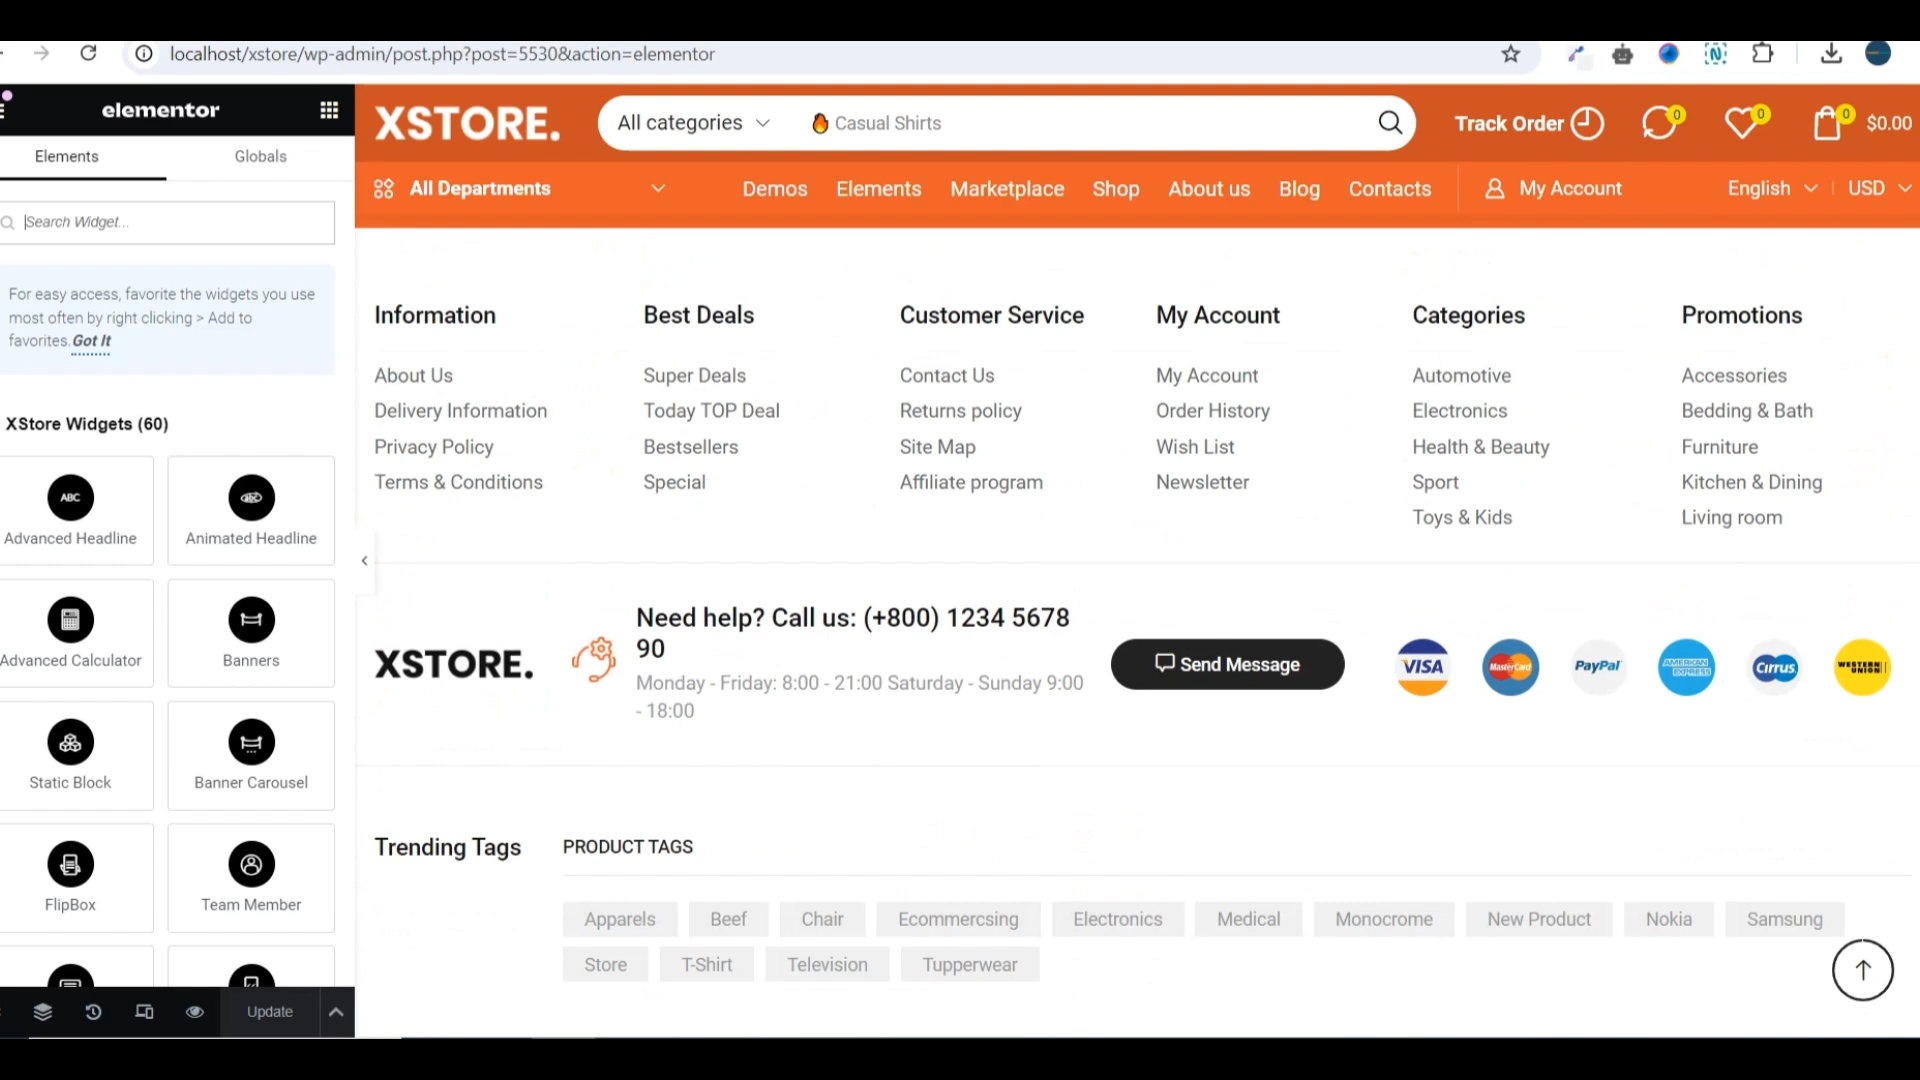 localhost/xstore/wp-admin/post.php?post=5530&action=elementor
elementor
Elements Globals
Search Widget...
For easy access, favorite the widgets you use
most often by right clicking > Add to
favorites. Got It
XStore Widgets (60)
ABC
Advanced Headline Animated Headline
Advanced Calculator Banners
Static Block Banner Carousel
FlipBox Team Member
Update
XSTORE. All categories Casual Shirts Track Order 0 0 0 $0.00
All Departments Demos Elements Marketplace Shop About us Blog Contacts My Account English USD
Information
About Us
Delivery Information
Privacy Policy
Terms & Conditions
Best Deals
Super Deals
Today TOP Deal
Bestsellers
Special
Customer Service
Contact Us
Returns policy
Site Map
Affiliate program
My Account
My Account
Order History
Wish List
Newsletter
Categories
Automotive
Electronics
Health & Beauty
Sport
Toys & Kids
Promotions
Accessories
Bedding & Bath
Furniture
Kitchen & Dining
Living room
XSTORE.
Need help? Call us: (+800) 1234 5678
90
Monday - Friday: 8:00 - 21:00 Saturday - Sunday 9:00
- 18:00
Send Message
VISA MasterCard PayPal AMERICAN EXPRESS Cirrus WESTERN UNION
Trending Tags
PRODUCT TAGS
Apparels Beef Chair Ecommercsing Electronics Medical Monocrome New Product Nokia Samsung
Store T-Shirt Television Tupperwear